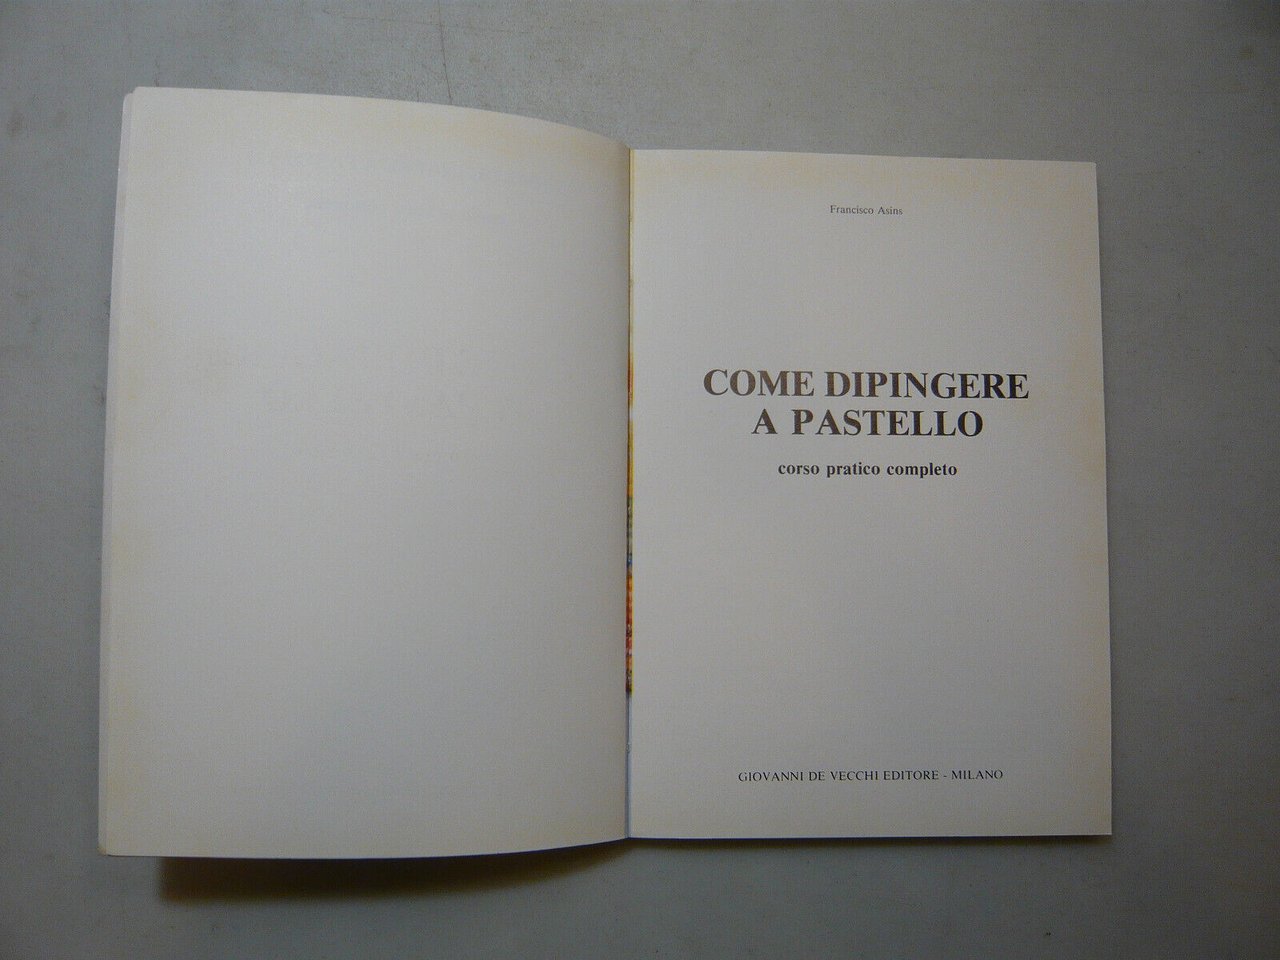 Francisco Asins
COME DIPINGERE
A PASTELLO
corso pratico completo
GIOVANNI DE VECCHI EDITORE - MILANO